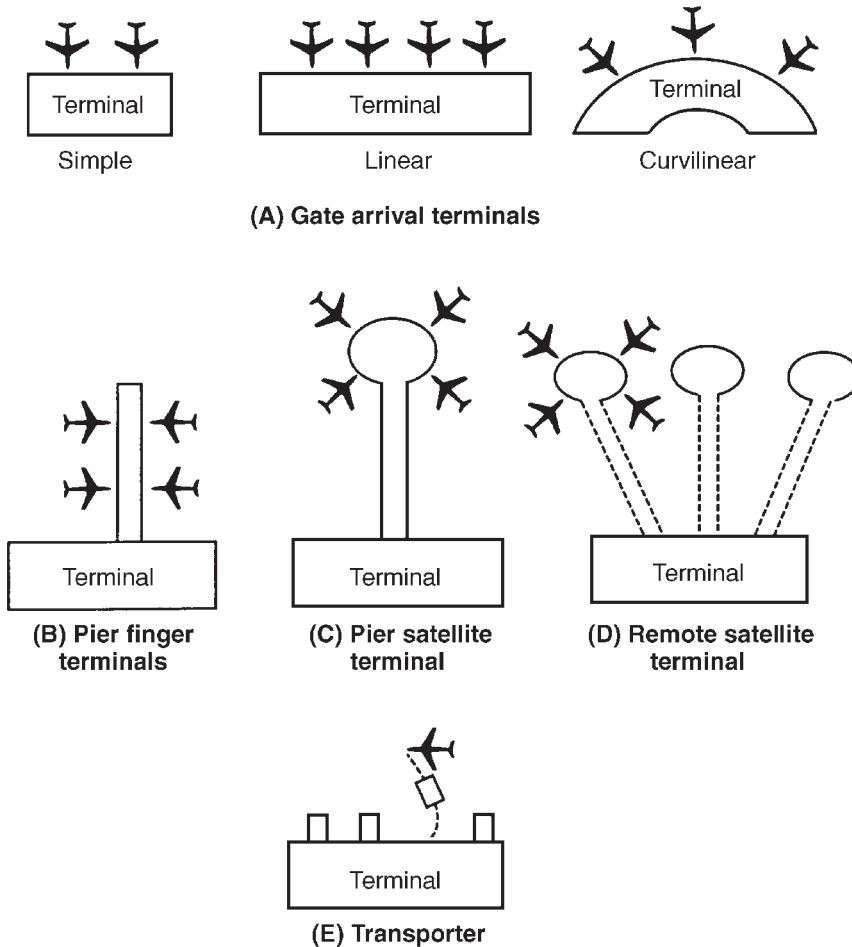 Terminal
Terminal
Terminal
Simple
Linear
Curvilinear
(A) Gate arrival terminals
Terminal
Terminal
Terminal
(B) Pier finger
terminals
(C) Pier satellite
terminal
(D) Remote satellite
terminal
Terminal
(E) Transporter